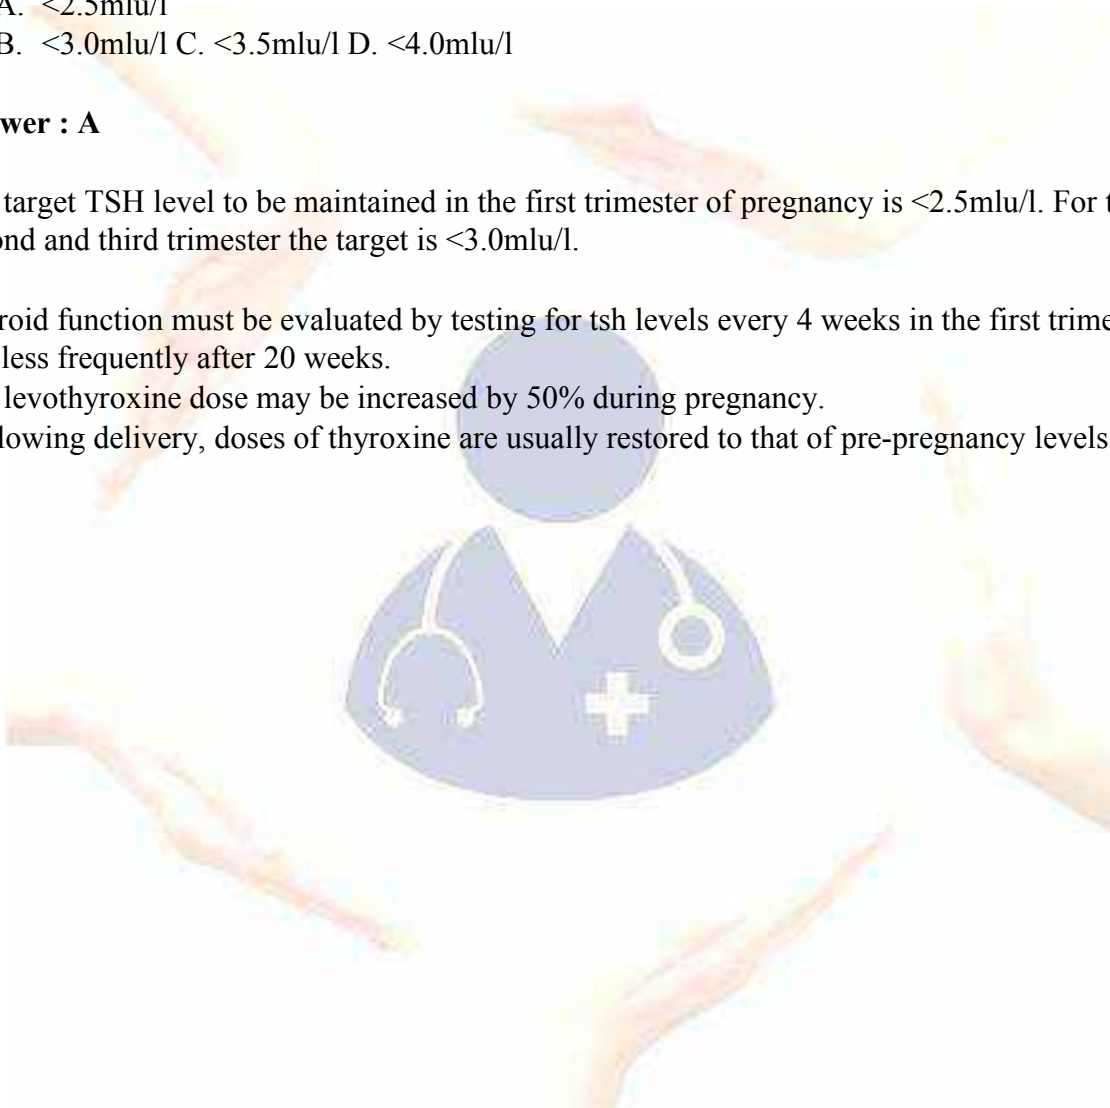 A. <2.5mlu/l
B. <3.0mlu/l C. <3.5mlu/l D. <4.0mlu/l
wer : A
target TSH level to be maintained in the first trimester of pregnancy is <2.5mlu/l. For t
ond and third trimester the target is <3.0mlu/l.
roid function must be evaluated by testing for tsh levels every 4 weeks in the first trime
less frequently after 20 weeks.
levothyroxine dose may be increased by 50% during pregnancy.
lowing delivery, doses of thyroxine are usually restored to that of pre-pregnancy levels